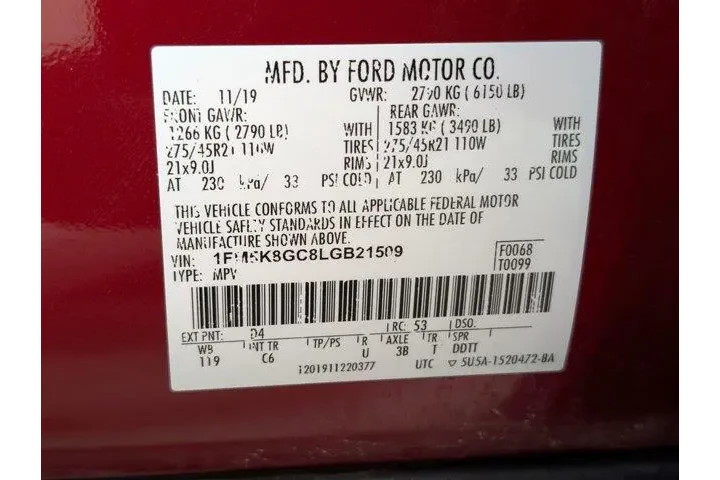 MFD. BY FORD MOTOR CO.
DATE: 11/19 GVWR: 2790 KG (6150 LB)
FRONT GAWR: REAR GAWR:
1266 KG (2790 LB) WITH 1583 KG (3490 LB) WITH
275/45R21 110W TIRES 275/45R21 110W TIRES
21x9.0J RIMS 21x9.0J RIMS
AT 230 kPa/ 33 PSI COLD AT 230 kPa/ 33 PSI COLD
THIS VEHICLE CONFORMS TO ALL APPLICABLE FEDERAL MOTOR
VEHICLE SAFETY STANDARDS IN EFFECT ON THE DATE OF
MANUFACTURE SHOWN ABOVE.
VIN: 1FM5K8GC8LGB21509 F0068
TYPE: MPV T0099
EXT PNT: D4 RC: 53 DSO:
WB INT TR TP/PS R AXLE TR SPR
119 C6 U 3B T DDTT
1201911220377 UTC ▽ 5U5A-1520472-BA